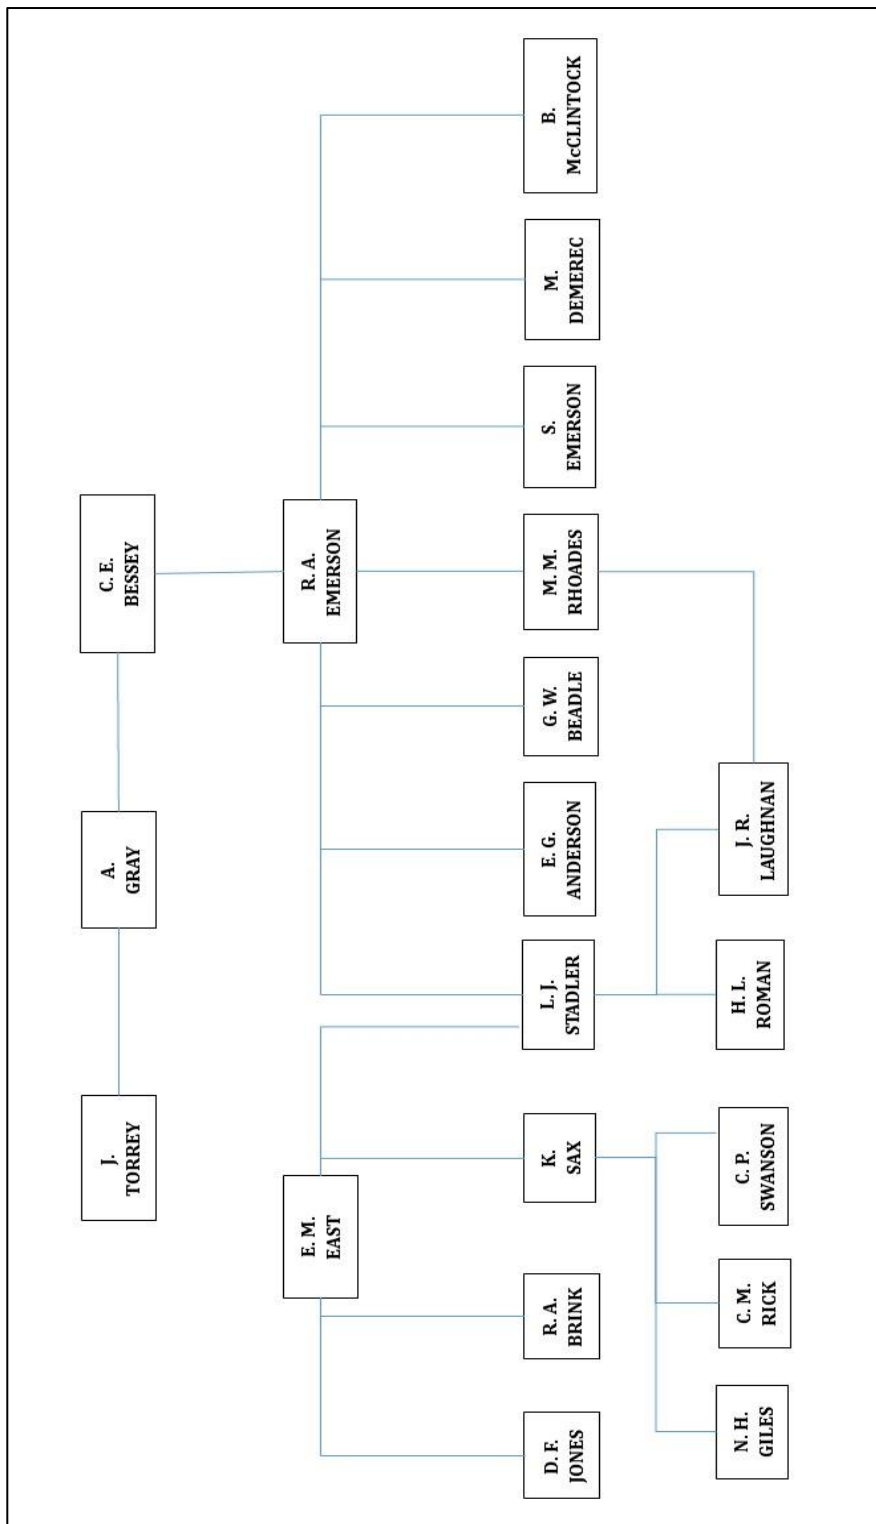 J.
TORREY
A.
GRAY
C. E.
BESSEY
E. M.
EAST
R. A.
EMERSON
D. F.
JONES
R. A.
BRINK
K.
SAX
L. J.
STADLER
E. G.
ANDERSON
G. W.
BEADLE
M. M.
RHOADES
S.
EMERSON
M.
DEMEREC
B.
McCLINTOCK
N. H.
GILES
C. M.
RICK
C. P.
SWANSON
H. L.
ROMAN
J. R.
LAUGHNAN